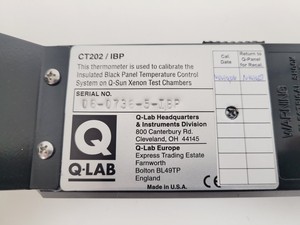 CT202 / IBP
This thermometer is used to calibrate the
Insulated Black Panel Temperature Control
System on Q-Sun Xenon Test Chambers
SERIAL NO.
06-0736-5-IBP
Cal.
Date
Return to
Q-Panel
for Recal.
Q
Q-LAB
Q-Lab Headquarters
& Instruments Division
800 Canterbury Rd.
Cleveland, OH 44145
Q-Lab Europe
Express Trading Estate
Farnworth
Bolton BL49TP
England
Made in U.S.A.
WARNING